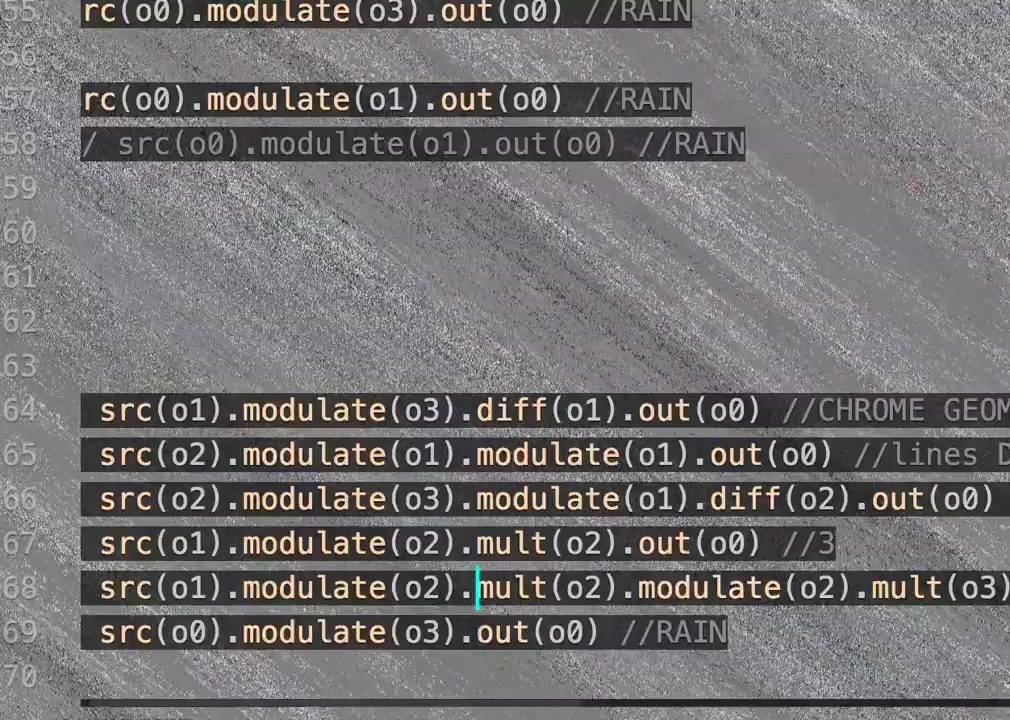 55 rc(o0).modulate(o3).out(o0) //RAIN
56
57 rc(o0).modulate(o1).out(o0) //RAIN
58 / src(o0).modulate(o1).out(o0) //RAIN
59
60
61
62
63
64 src(o1).modulate(o3).diff(o1).out(o0) //CHROME GEOM
65 src(o2).modulate(o1).modulate(o1).out(o0) //lines D
66 src(o2).modulate(o3).modulate(o1).diff(o2).out(o0)
67 src(o1).modulate(o2).mult(o2).out(o0) //3
68 src(o1).modulate(o2).mult(o2).modulate(o2).mult(o3)
69 src(o0).modulate(o3).out(o0) //RAIN
70